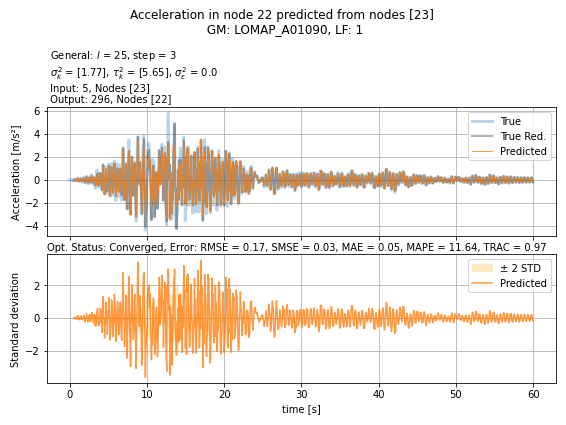 Acceleration in node 22 predicted from nodes [23]
GM: LOMAP_A01090, LF: 1
General: l = 25, step = 3
σ²ₖ = [1.77], τ²ₖ = [5.65], σ²ε = 0.0
Input: 5, Nodes [23]
Output: 296, Nodes [22]
6
4
2
0
−2
−4
Acceleration [m/s²]
True
True Red.
Predicted
Opt. Status: Converged, Error: RMSE = 0.17, SMSE = 0.03, MAE = 0.05, MAPE = 11.64, TRAC = 0.97
2
0
−2
Standard deviation
± 2 STD
Predicted
0 10 20 30 40 50 60
time [s]